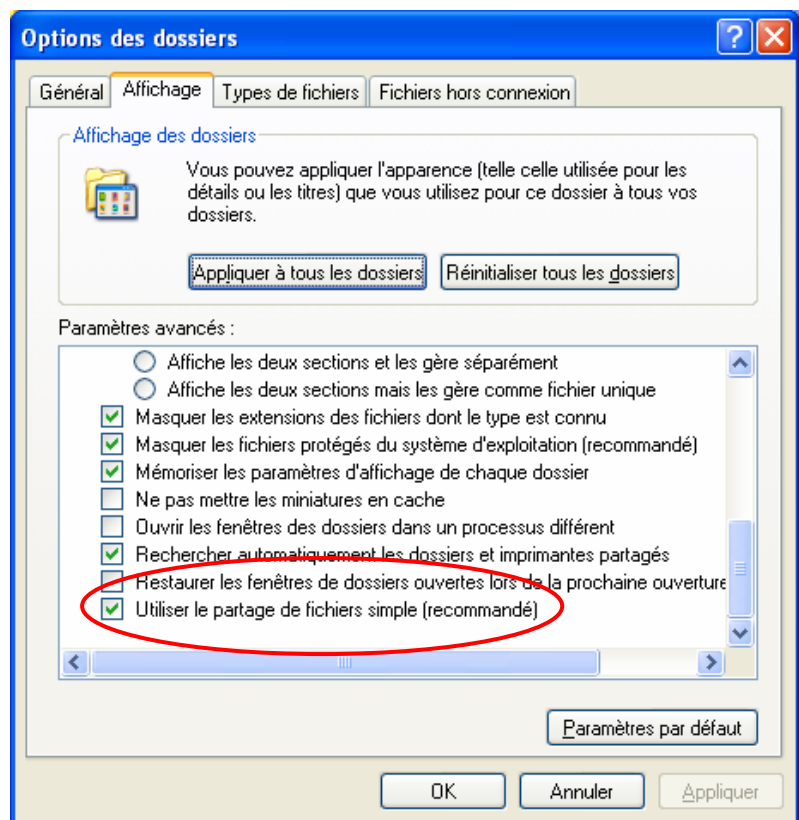 Options des dossiers
Général
Affichage
Types de fichiers
Fichiers hors connexion
Affichage des dossiers
Vous pouvez appliquer l'apparence (telle celle utilisée pour les
détails ou les titres) que vous utilisez pour ce dossier à tous vos
dossiers.
Appliquer à tous les dossiers
Réinitialiser tous les dossiers
Paramètres avancés :
Affiche les deux sections et les gère séparément
Affiche les deux sections mais les gère comme fichier unique
Masquer les extensions des fichiers dont le type est connu
Masquer les fichiers protégés du système d'exploitation (recommandé)
Mémoriser les paramètres d'affichage de chaque dossier
Ne pas mettre les miniatures en cache
Ouvrir les fenêtres des dossiers dans un processus différent
Rechercher automatiquement les dossiers et imprimantes partagés
Restaurer les fenêtres de dossiers ouvertes lors de la prochaine ouverture
Utiliser le partage de fichiers simple (recommandé)
Paramètres par défaut
OK
Annuler
Appliquer